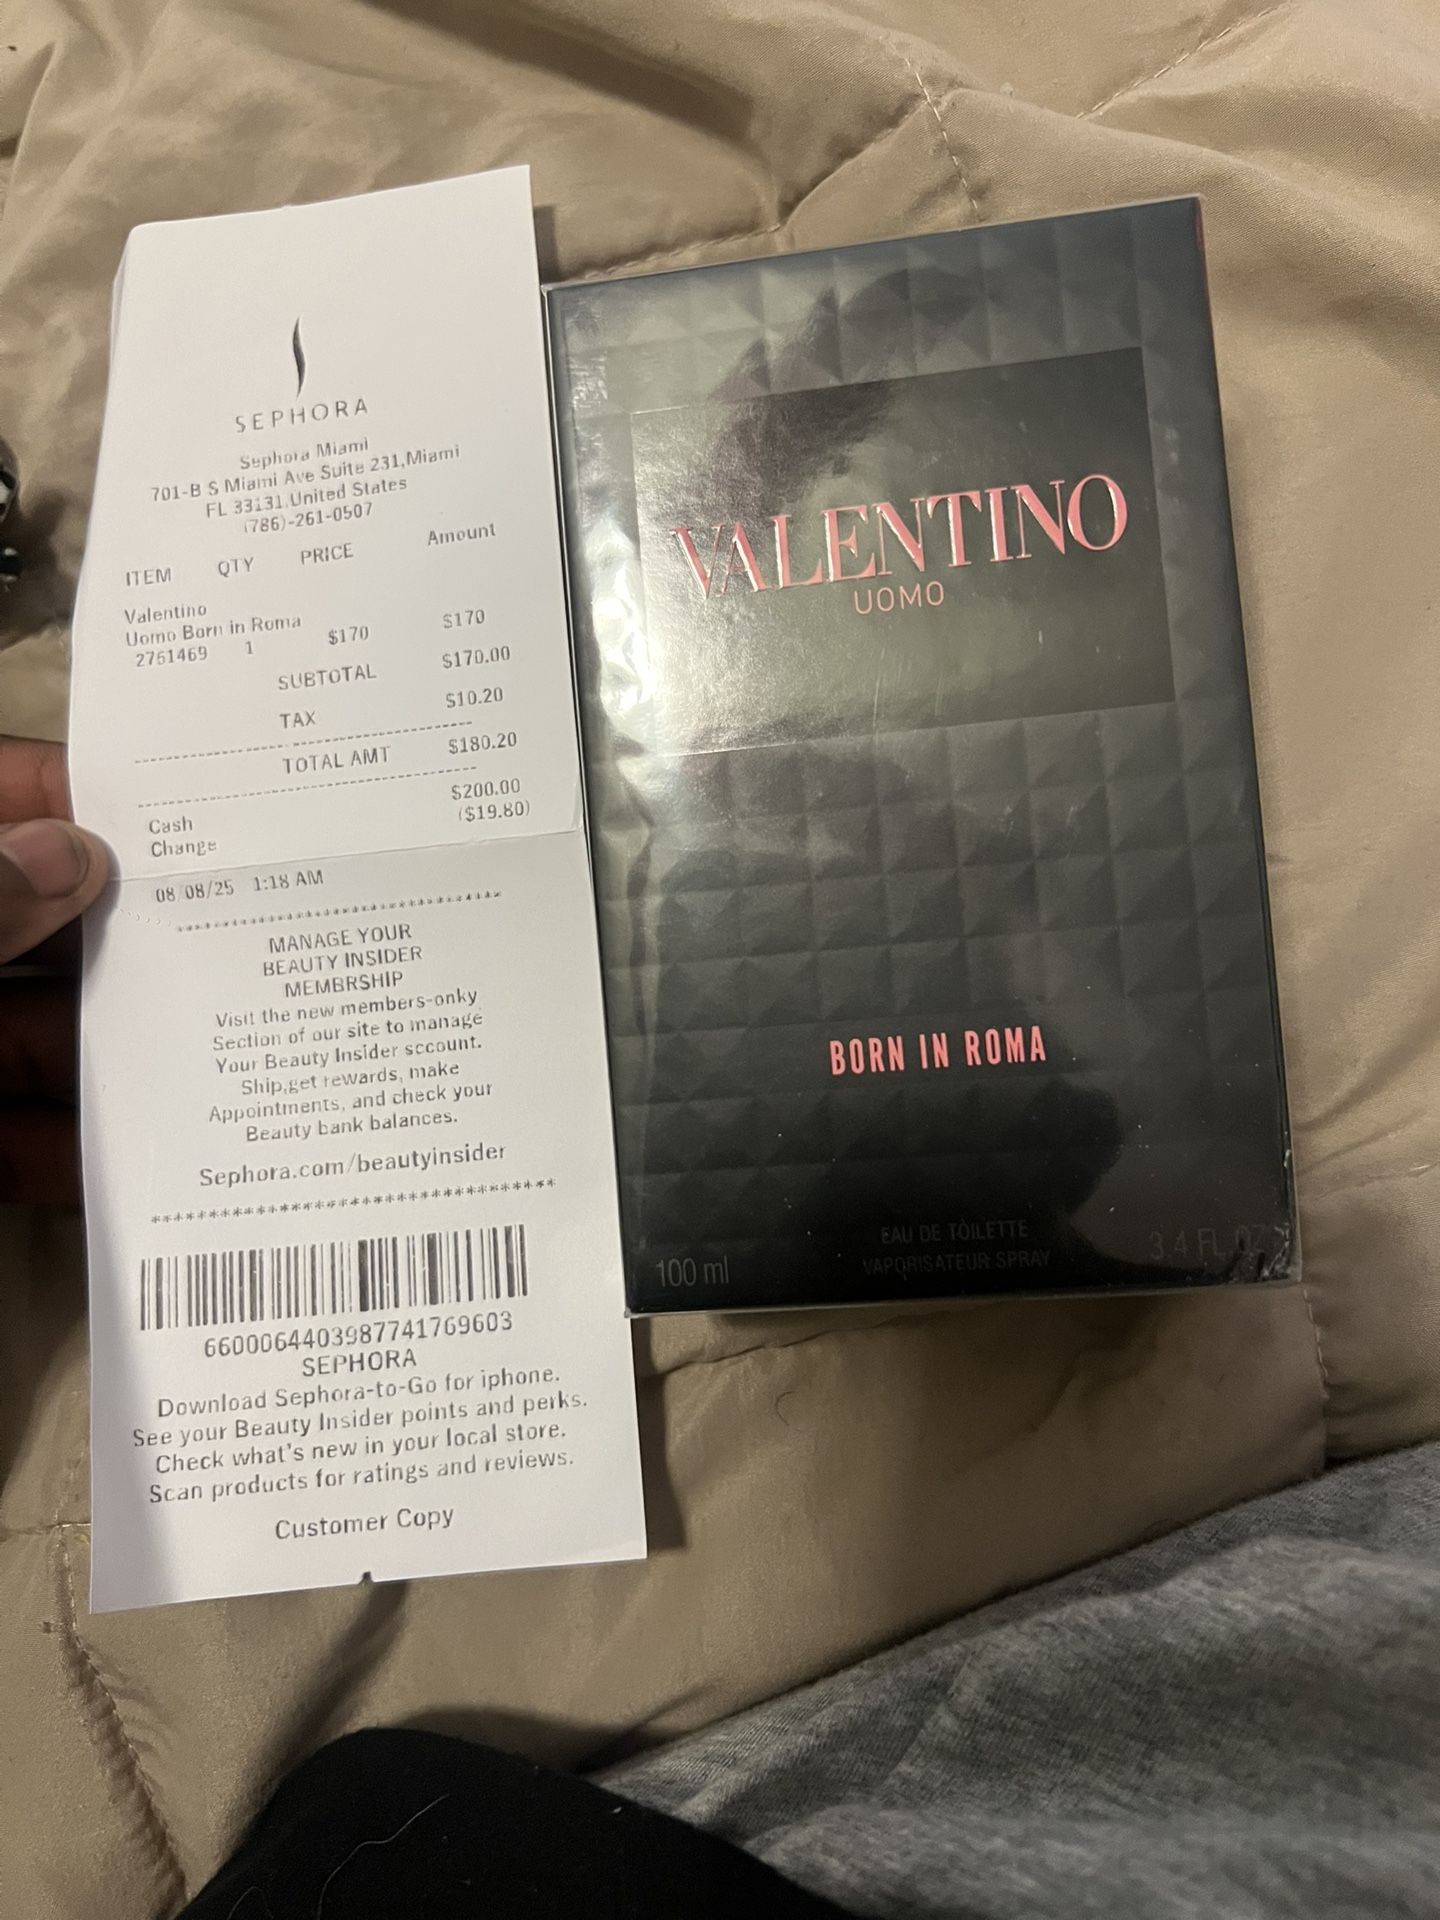 SEPHORA
Sephora Miami
701-B S Miami Ave Suite 231,Miami
FL 33131,United States
(786)-261-0507
ITEM QTY PRICE Amount
Valentino
Uomo Born in Roma
2761469 1 $170 $170
SUBTOTAL $170.00
TAX $10.20
TOTAL AMT $180.20
Cash $200.00
Change ($19.80)
08/08/25 1:18 AM
****************************************
MANAGE YOUR
BEAUTY INSIDER
MEMBRSHIP
Visit the new members-onky
Section of our site to manage
Your Beauty Insider sccount.
Ship,get rewards, make
Appointments, and check your
Beauty bank balances.
Sephora.com/beautyinsider
****************************************
6600064403987741769603
SEPHORA
Download Sephora-to-Go for iphone.
See your Beauty Insider points and perks.
Check what's new in your local store.
Scan products for ratings and reviews.
Customer Copy
VALENTINO
UOMO
BORN IN ROMA
EAU DE TOILETTE
VAPORISATEUR SPRAY
100 ml
3.4 FL.OZ